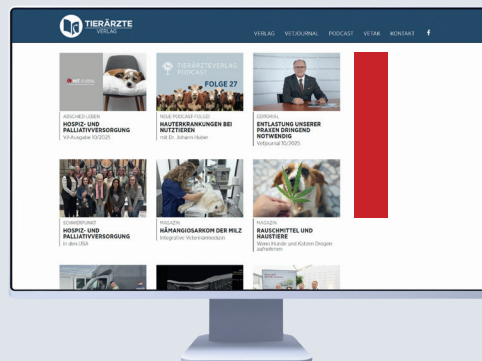 TIERÄRZTE
VERLAG
VERLAG VETJOURNAL PODCAST VETAK KONTAKT f
VETJOURNAL
TIERÄRZTEVERLAG
PODCAST
FOLGE 27
ABSCHIED LEBEN
HOSPIZ- UND
PALLIATIVVERSORGUNG
VJ-Ausgabe 10/2025
NEUE PODCAST-FOLGE!
HAUTERKRANKUNGEN BEI
NUTZTIEREN
mit Dr. Johann Huber
EDITORIAL
ENTLASTUNG UNSERER
PRAXEN DRINGEND
NOTWENDIG
Vetjournal 10/2025
SCHWERPUNKT
HOSPIZ- UND
PALLIATIVVERSORGUNG
in den USA
MAGAZIN
HÄMANGIOSARKOM DER MILZ
Integrative Veterinärmedizin
MAGAZIN
RAUSCHMITTEL UND
HAUSTIERE
Wenn Hunde und Katzen Drogen
aufnehmen